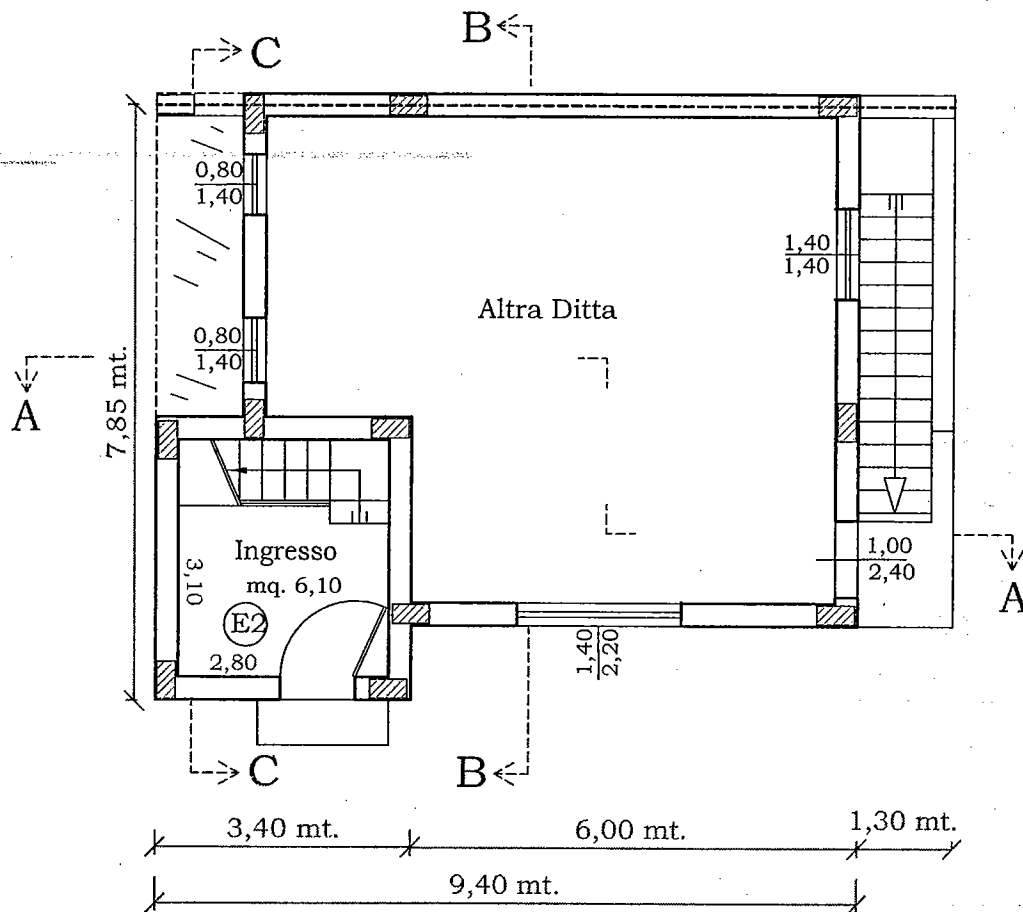 B
C
0,80
1,40
1,40
1,40
Altra Ditta
0,80
1,40
A
7,85 mt.
Ingresso
mq. 6,10
3,10
E2
2,80
1,00
2,40
A
1,40
2,20
C
B
3,40 mt.
6,00 mt.
1,30 mt.
9,40 mt.